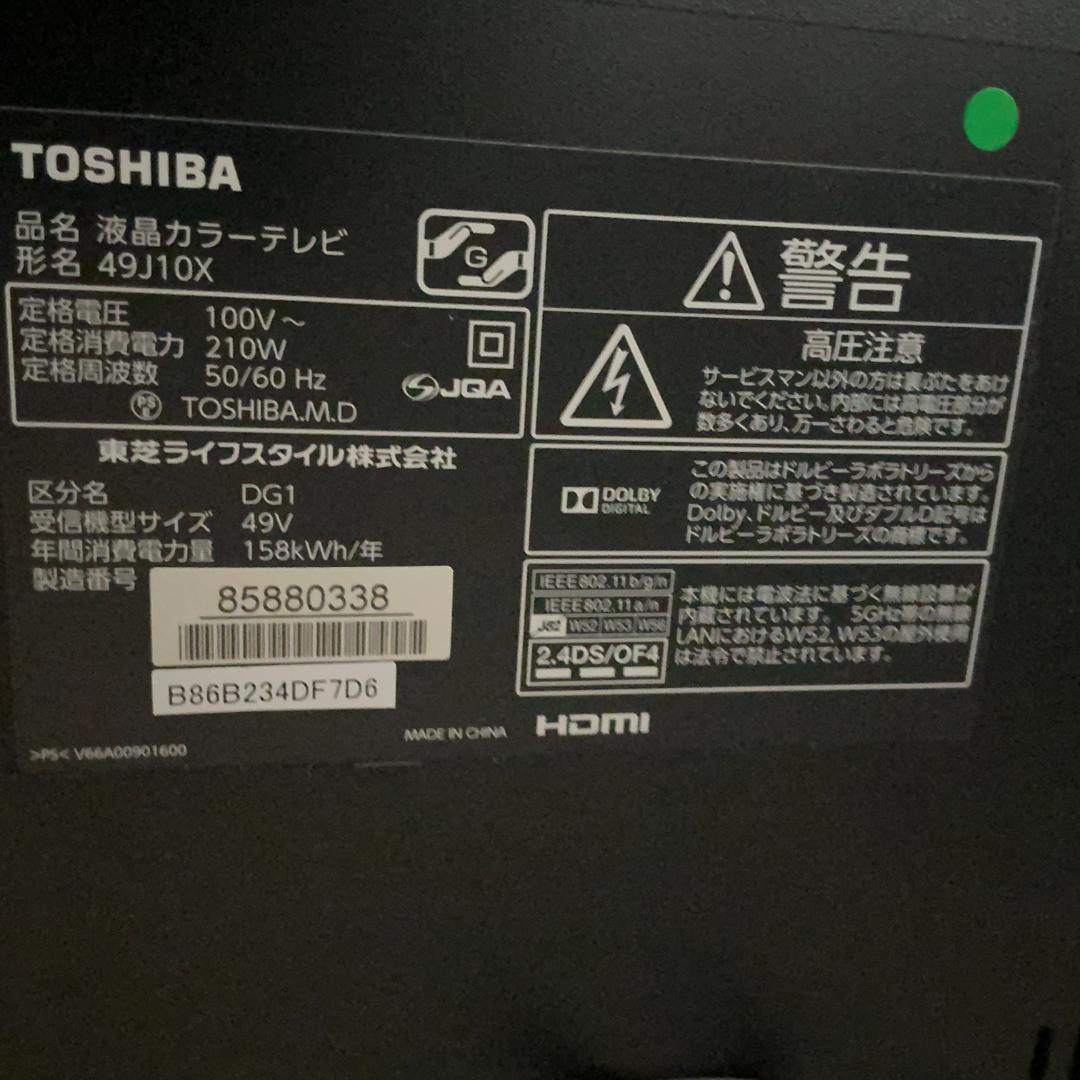 TOSHIBA
品名 液晶カラーテレビ
形名 49J10X
G
定格電圧 100V～
定格消費電力 210W
定格周波数 50/60 Hz
JQA
PS E TOSHIBA.M.D
東芝ライフスタイル株式会社
区分名 DG1
受信機型サイズ 49V
年間消費電力量 158kWh/年
製造番号
85880338
B86B234DF7D6
>PS< V66A00901600
MADE IN CHINA
HDMI
警告
高圧注意
サービスマン以外の方は裏ぶたをあけ
ないでください。内部には高電圧部分が
数多くあり、万一さわると危険です。
DOLBY
DIGITAL
この製品はドルビーラボラトリーズから
の実施権に基づき製造されています。
Dolby、ドルビー及びダブルD記号は
ドルビーラボラトリーズの商標です。
IEEE802.11b/g/n
IEEE802.11a/n
J52 W52 W53 W56
2.4DS/OF4
本機には電波法に基づく無線設備が
内蔵されています。 5GHz帯の無線
LANにおけるW52、W53の屋外使用
は法令で禁止されています。